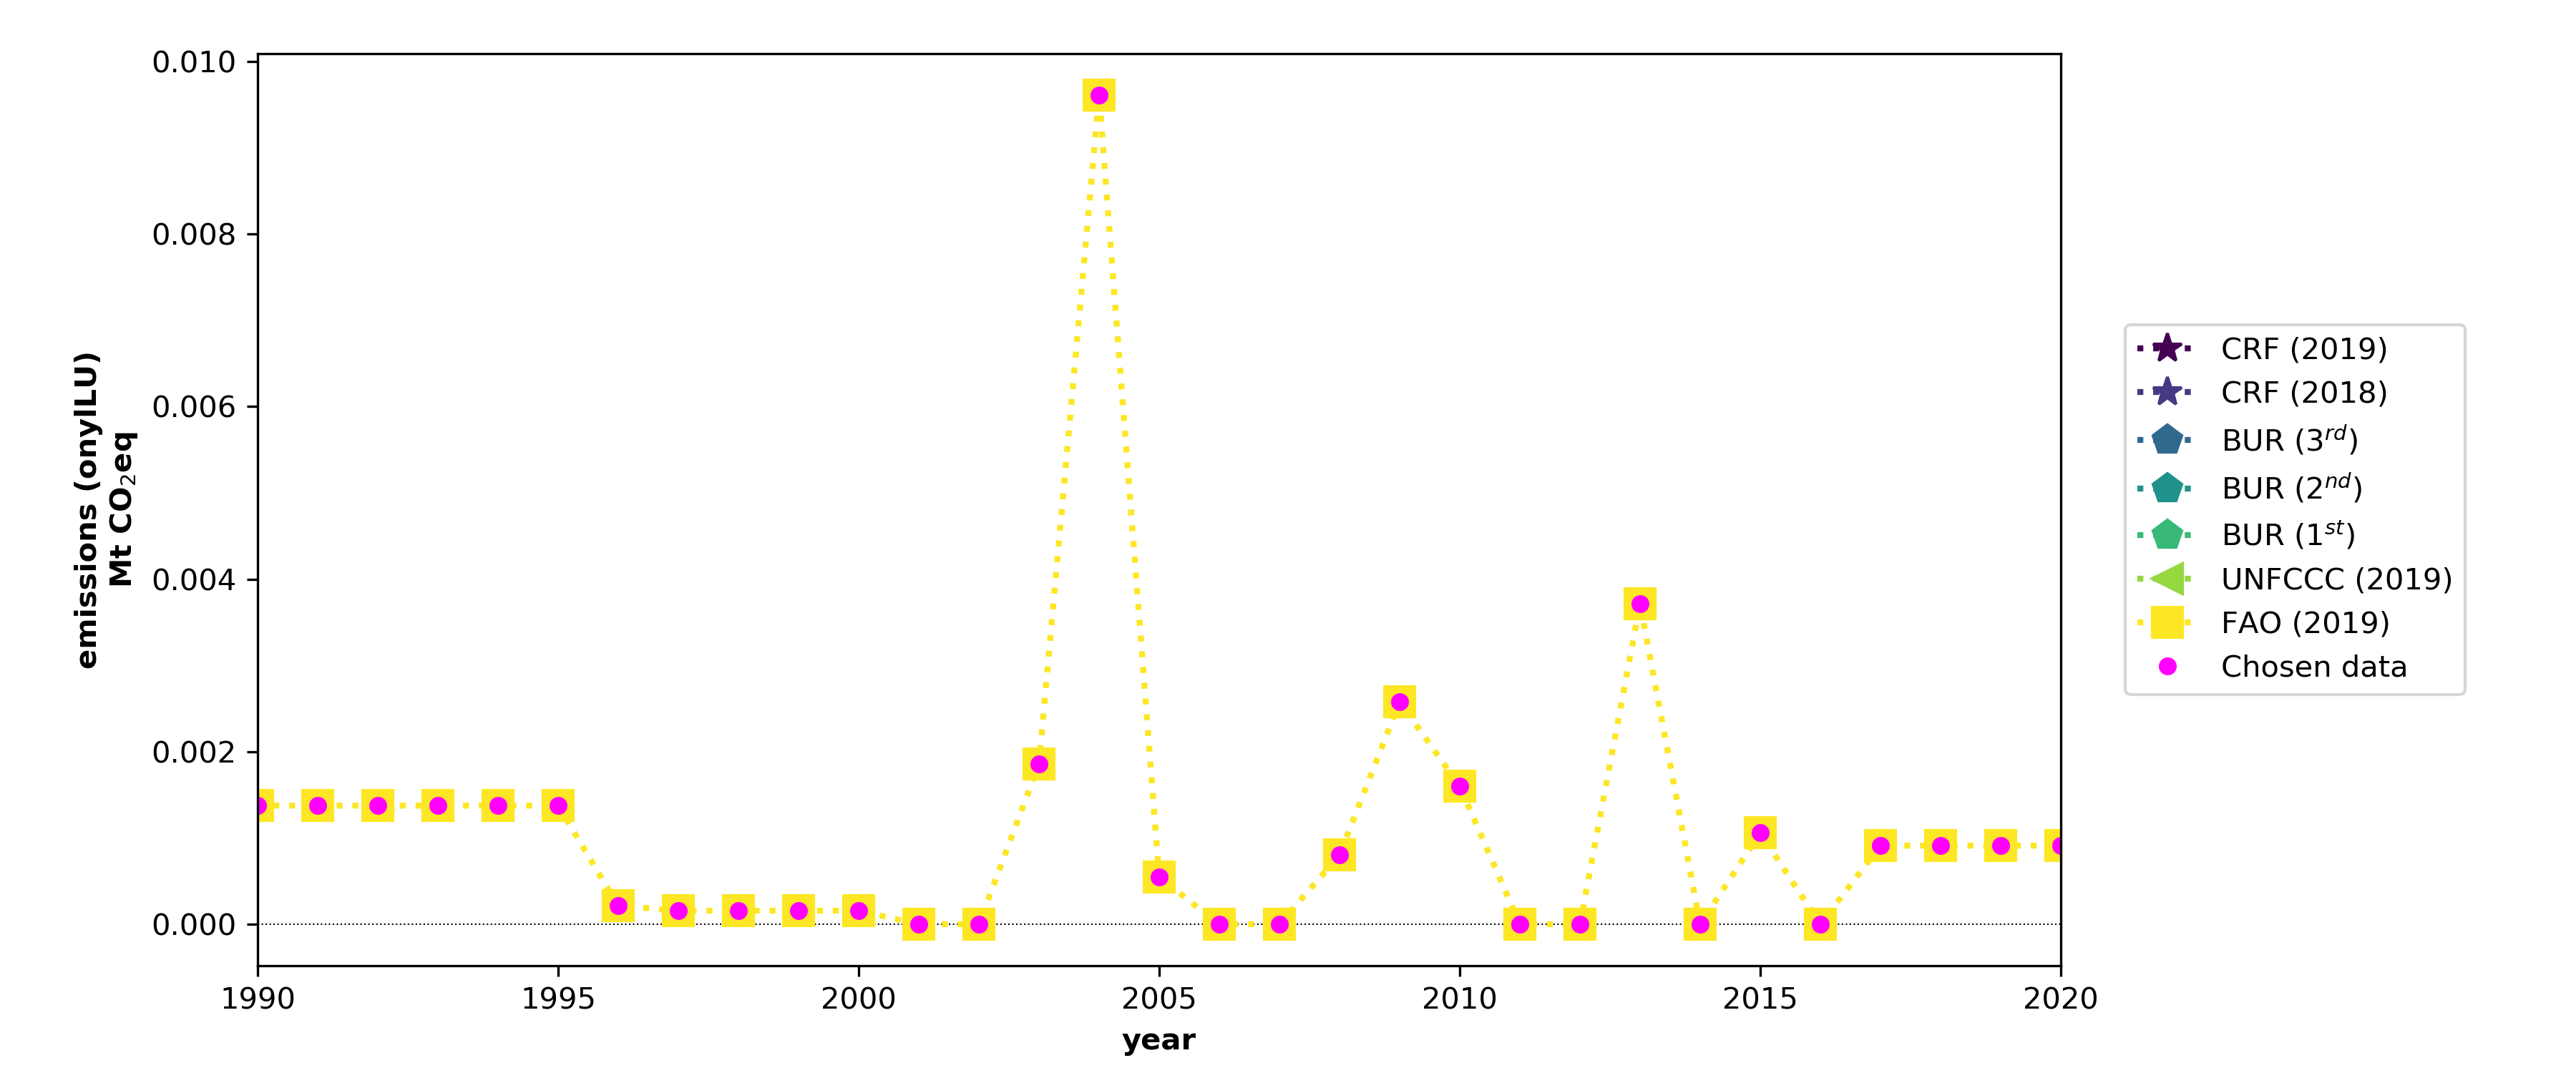 emissions (onylLU)
Mt CO₂eq
0.010
0.008
0.006
0.004
0.002
0.000
1990 1995 2000 2005 2010 2015 2020
year
CRF (2019)
CRF (2018)
BUR (3ʳᵈ)
BUR (2ⁿᵈ)
BUR (1ˢᵗ)
UNFCCC (2019)
FAO (2019)
Chosen data